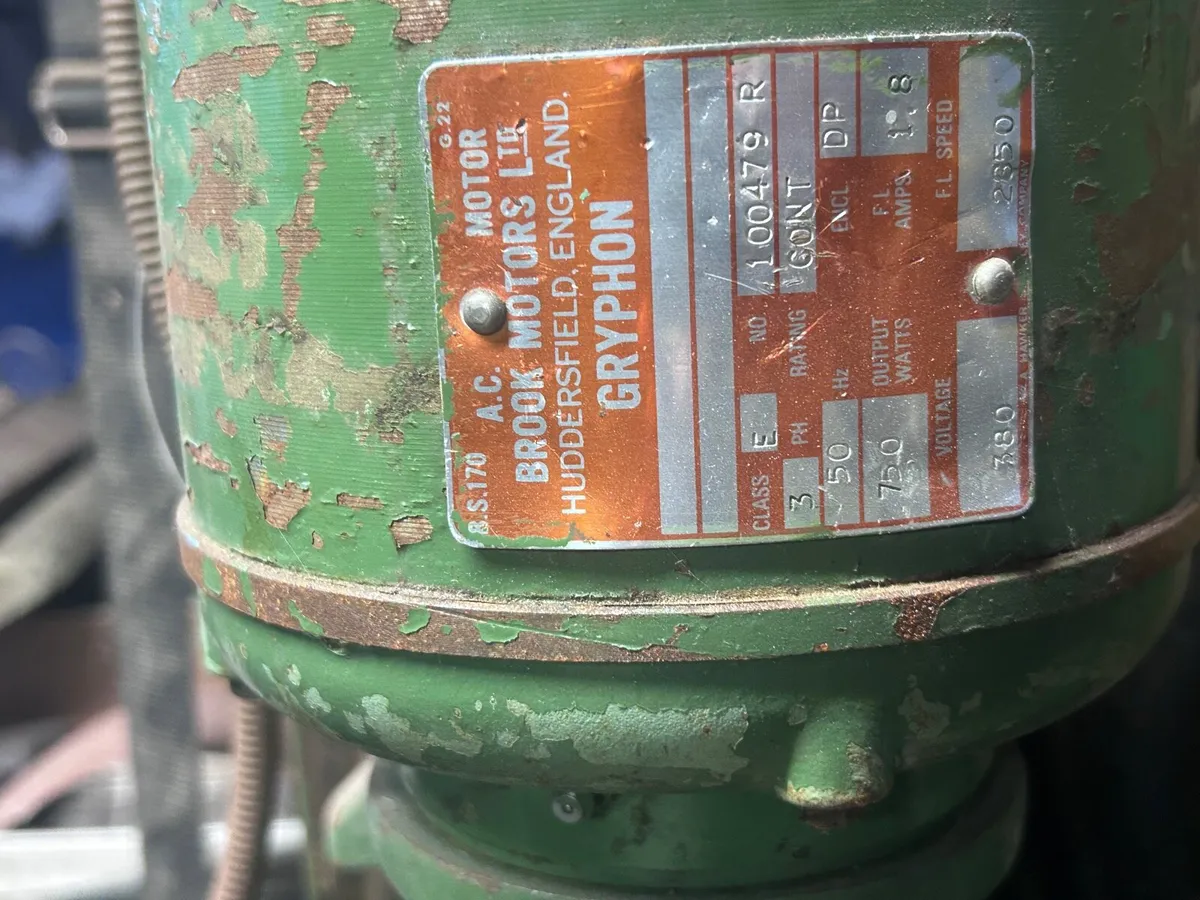 G.22
B.S.170 A.C. MOTOR
BROOK MOTORS LTD.
HUDDERSFIELD, ENGLAND.
GRYPHON
CLASS E NO 100479 R
PH 3 RATING CONT
Hz 50 ENCL DP
OUTPUT WATTS 750 F.L. AMPS 1.8
VOLTAGE F.L. SPEED
380 2850